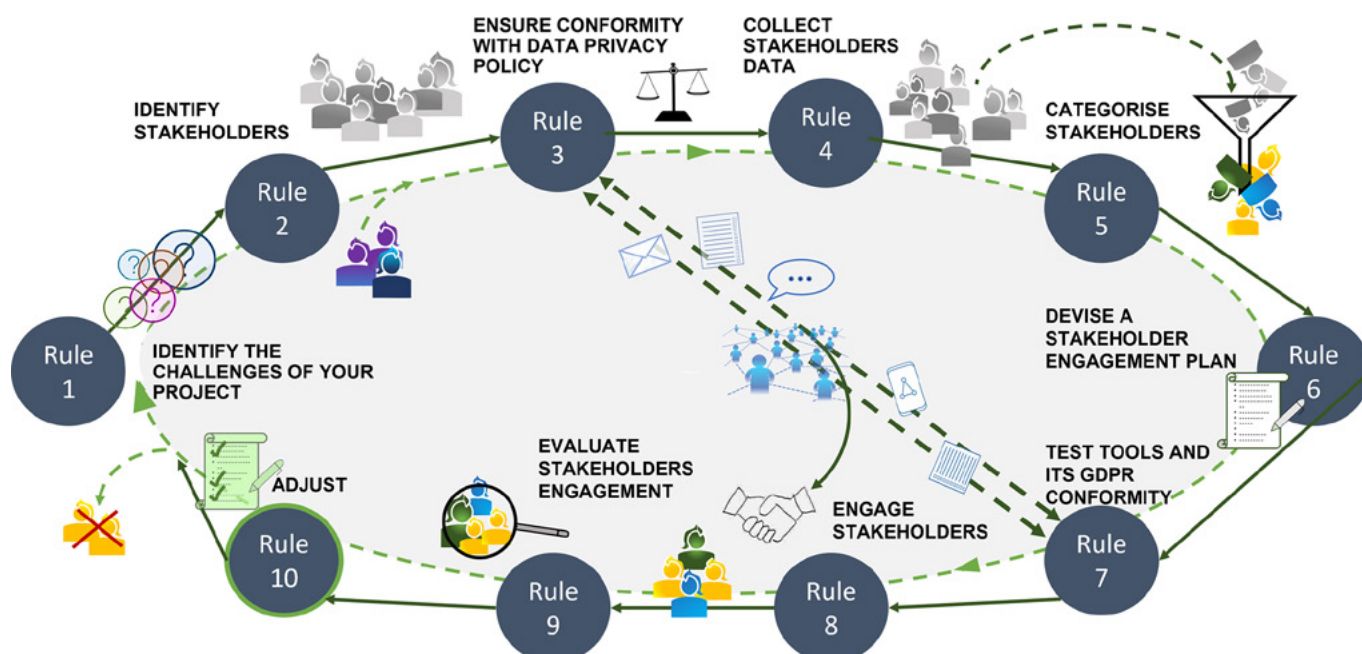 Rule
1
IDENTIFY THE
CHALLENGES OF YOUR
PROJECT
Rule
2
IDENTIFY
STAKEHOLDERS
Rule
3
ENSURE CONFORMITY
WITH DATA PRIVACY
POLICY
Rule
4
COLLECT
STAKEHOLDERS
DATA
Rule
5
CATEGORISE
STAKEHOLDERS
Rule
6
DEVISE A
STAKEHOLDER
ENGAGEMENT PLAN
Rule
7
TEST TOOLS AND
ITS GDPR
CONFORMITY
Rule
8
ENGAGE
STAKEHOLDERS
Rule
9
EVALUATE
STAKEHOLDERS
ENGAGEMENT
Rule
10
ADJUST
?
?
?
?
?